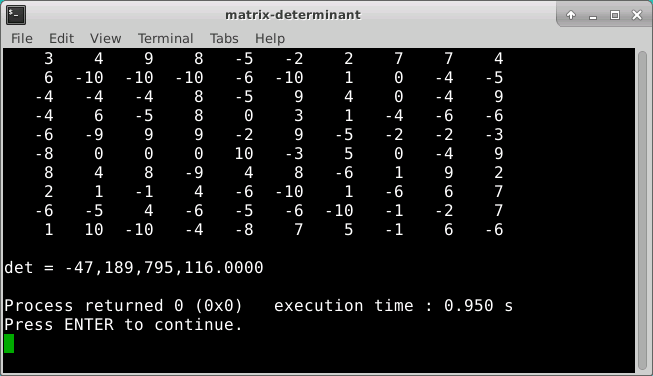 matrix-determinant
File Edit View Terminal Tabs Help
3 4 9 8 -5 -2 2 7 7 4
6 -10 -10 -10 -6 -10 1 0 -4 -5
-4 -4 -4 8 -5 9 4 0 -4 9
-4 6 -5 8 0 3 1 -4 -6 -6
-6 -9 9 9 -2 9 -5 -2 -2 -3
-8 0 0 0 10 -3 5 0 -4 9
8 4 8 -9 4 8 -6 1 9 2
2 1 -1 4 -6 -10 1 -6 6 7
-6 -5 4 -6 -5 -6 -10 -1 -2 7
1 10 -10 -4 -8 7 5 -1 6 -6
det = -47,189,795,116.0000
Process returned 0 (0x0) execution time : 0.950 s
Press ENTER to continue.